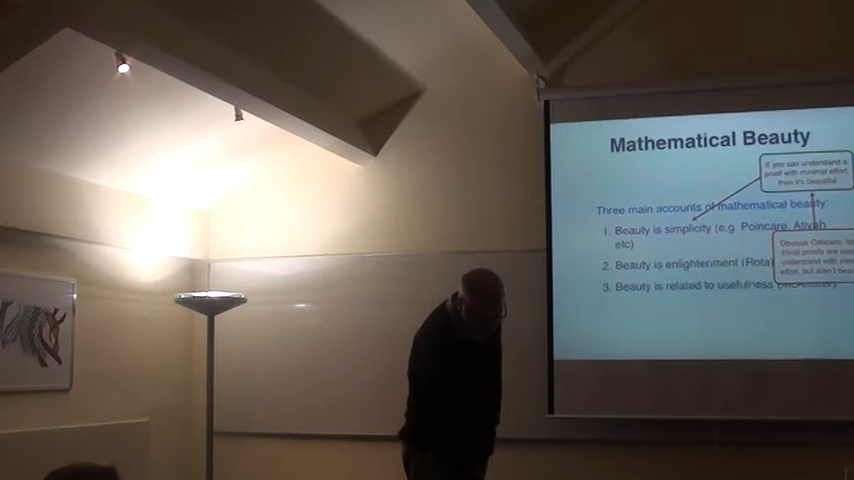 Mathematical Beauty
If you can understand a
proof with minimal effort,
then it's beautiful
Three main accounts of mathematical beauty:
1. Beauty is simplicity (e.g. Poincare, Atiyah
etc)
Obvious Criticism:
trivial proofs are easy
understand with
effort, but aren't
2. Beauty is enlightenment (Rota
3. Beauty is related to usefulness